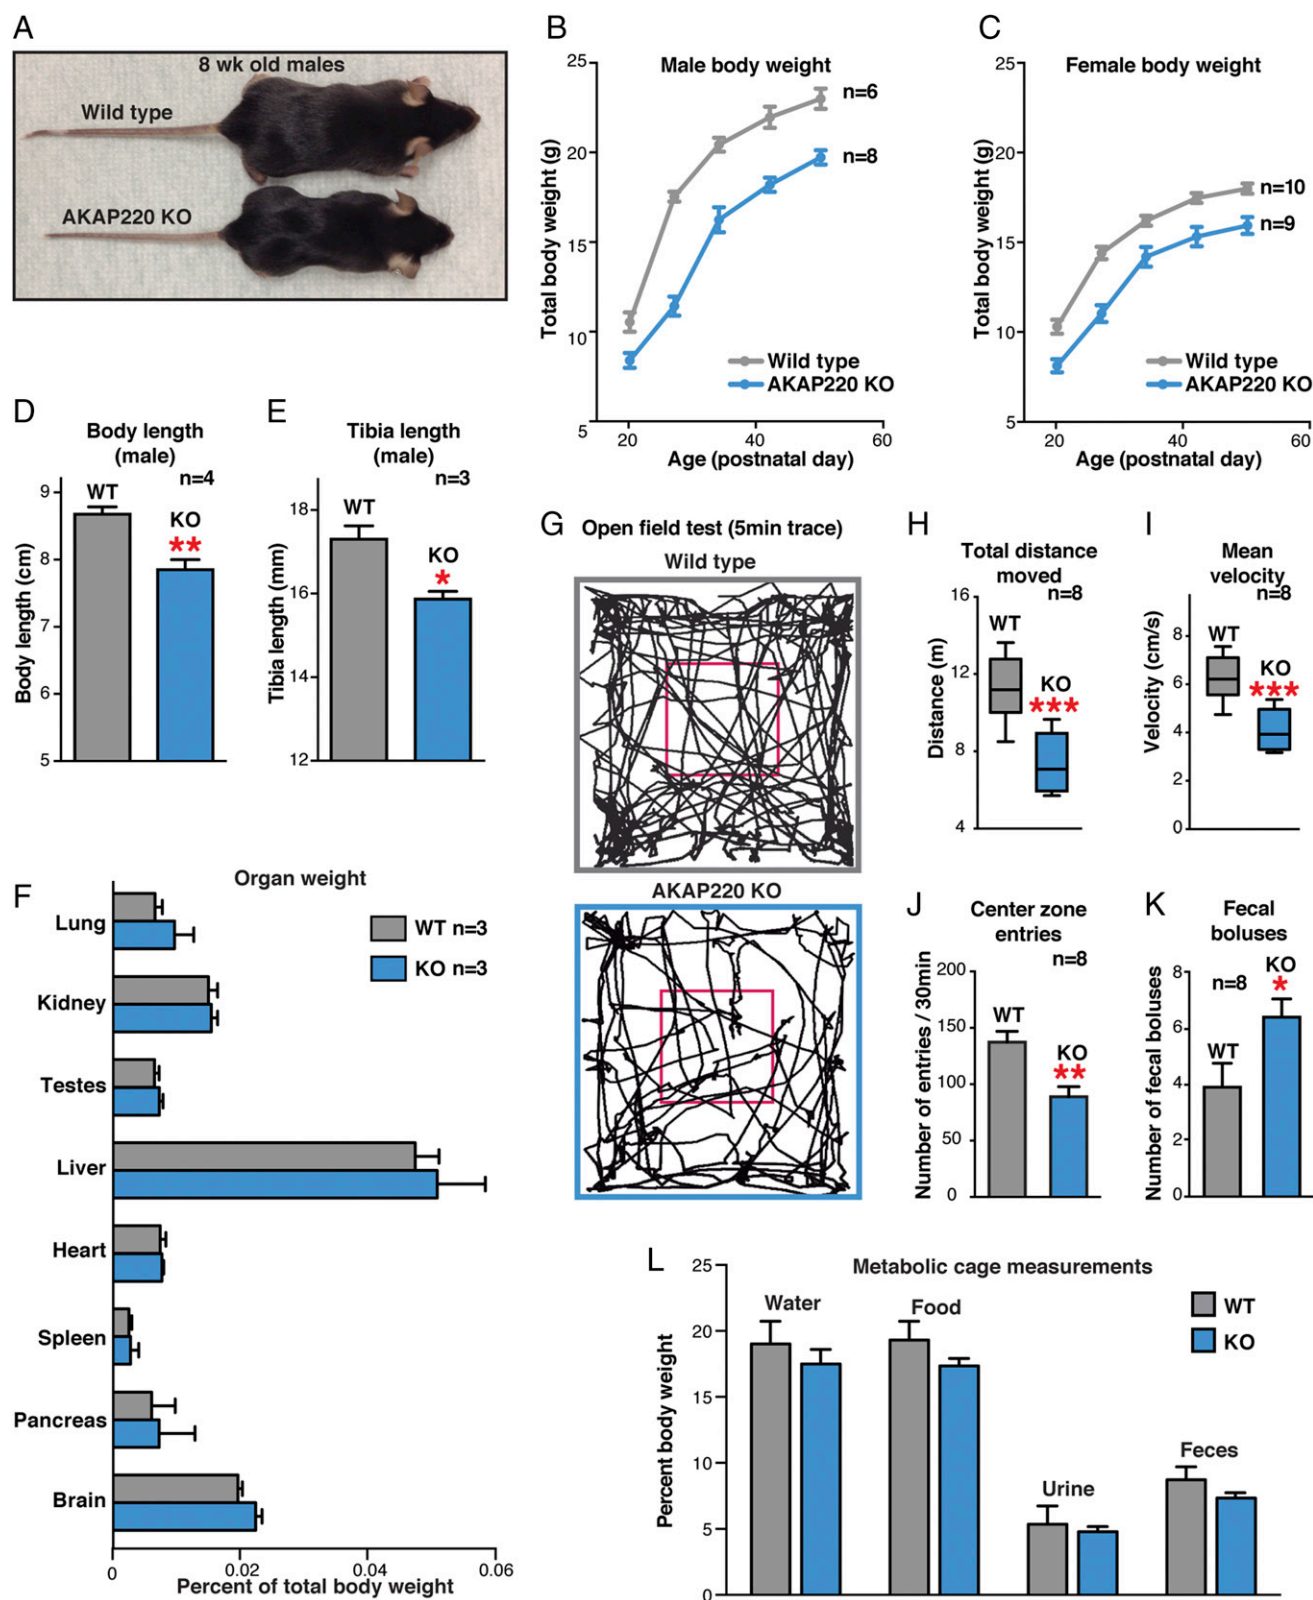 A
8 wk old males
Wild type
AKAP220 KO
B
Male body weight
Total body weight (g)
25
20
15
10
5
n=6
n=8
Wild type
AKAP220 KO
20
40
60
Age (postnatal day)
C
Female body weight
Total body weight (g)
25
20
15
10
5
n=10
n=9
Wild type
AKAP220 KO
20
40
60
Age (postnatal day)
D
Body length
(male)
n=4
Body length (cm)
9
8
7
6
5
WT
KO
**
E
Tibia length
(male)
n=3
Tibia length (mm)
18
16
14
12
WT
KO
*
F
Organ weight
WT n=3
KO n=3
Lung
Kidney
Testes
Liver
Heart
Spleen
Pancreas
Brain
0
0.02
0.04
0.06
Percent of total body weight
G
Open field test (5min trace)
Wild type
AKAP220 KO
H
Total distance
moved
n=8
Distance (m)
16
12
8
4
WT
KO
***
I
Mean
velocity
n=8
Velocity (cm/s)
8
6
4
2
0
WT
KO
***
J
Center zone
entries
n=8
Number of entries / 30min
200
150
100
50
0
WT
KO
**
K
Fecal
boluses
n=8
Number of fecal boluses
8
6
4
2
0
WT
KO
*
L
Metabolic cage measurements
Percent body weight
25
20
15
10
5
0
Water
Food
Urine
Feces
WT
KO